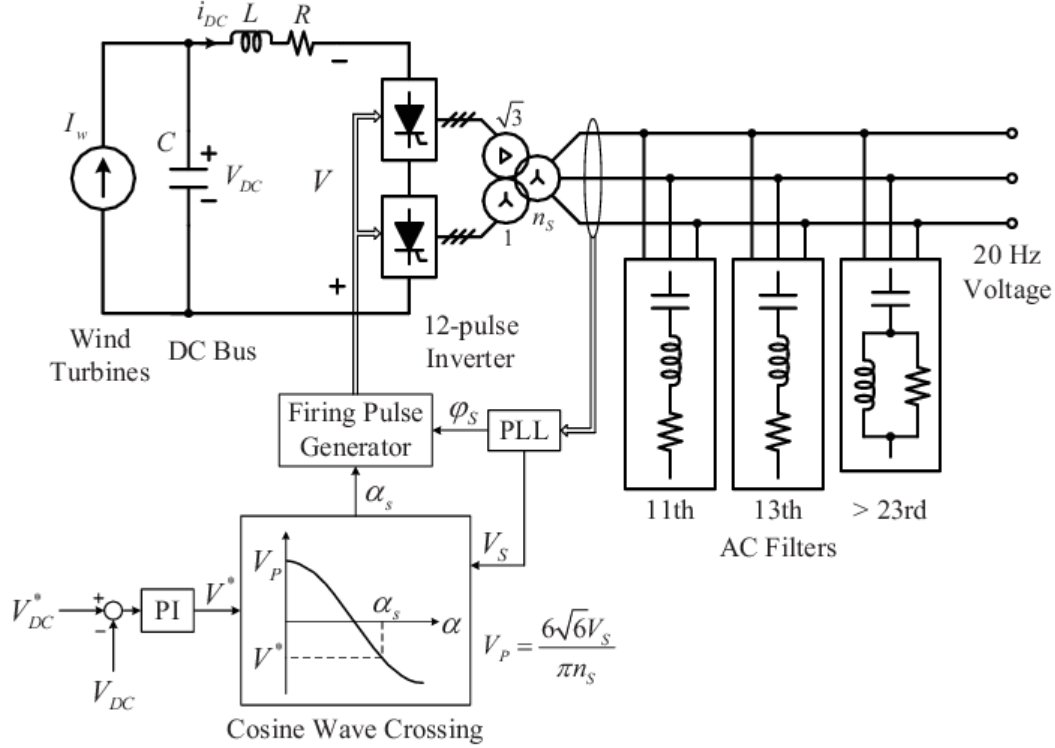 i_DC L R
−
√3
I_w
C + V_DC −
V
n_S
1
+
20 Hz
Voltage
Wind
Turbines
DC Bus
12-pulse
Inverter
Firing Pulse
Generator
φ_S
PLL
11th
13th
> 23rd
AC Filters
α_s
V_S
V_P
α_s
α
V*
V*_DC
+
−
PI
V*
V_DC
V_P = 6√6V_S / πn_S
Cosine Wave Crossing